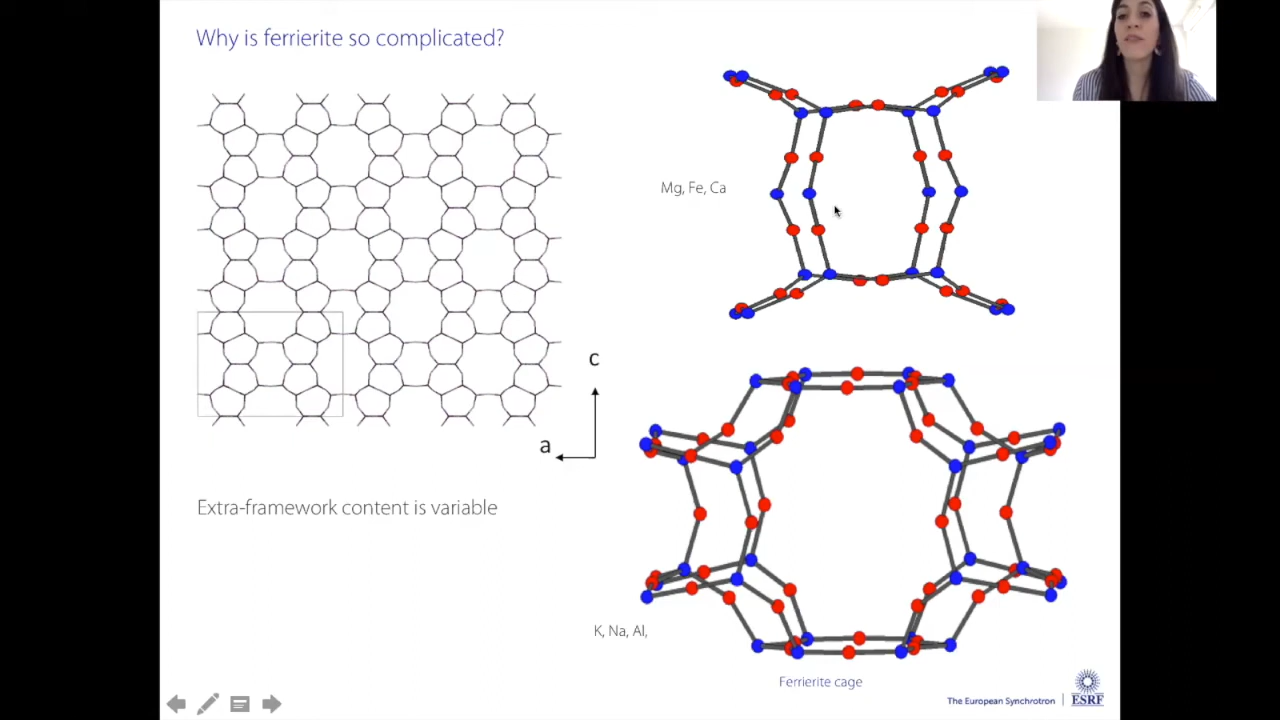 Why is ferrierite so complicated?
Mg, Fe, Ca
c
a
Extra-framework content is variable
K, Na, Al,
Ferrierite cage
The European Synchrotron
ESRF